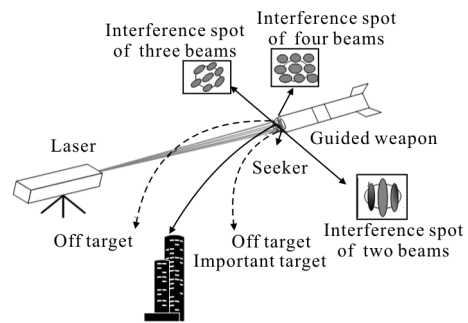 Interference spot
of three beams
Interference spot
of four beams
Laser
Guided weapon
Seeker
Off target
Off target
Important target
Interference spot
of two beams